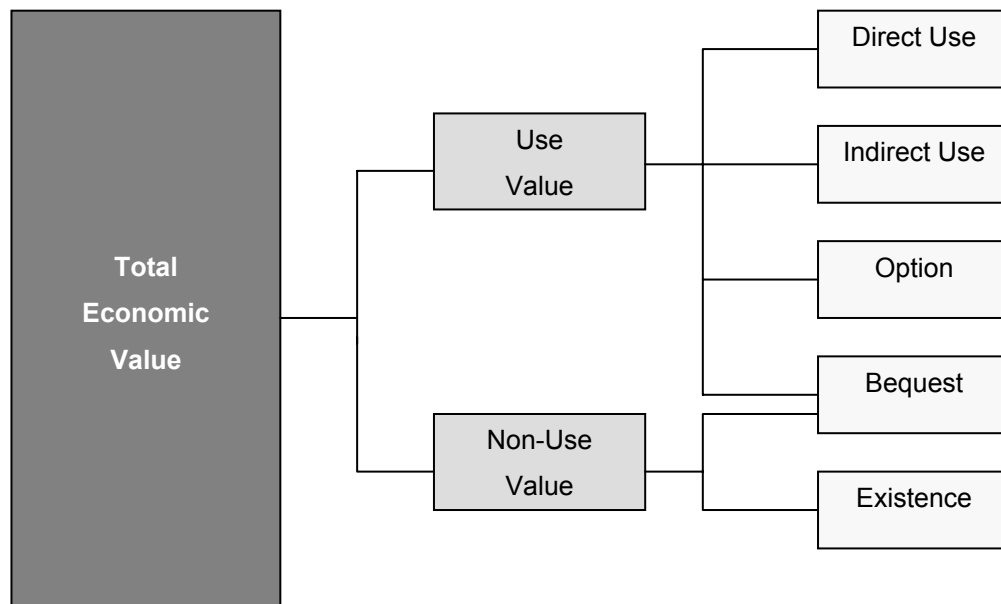 Total
Economic
Value
Use
Value
Non-Use
Value
Direct Use
Indirect Use
Option
Bequest
Existence